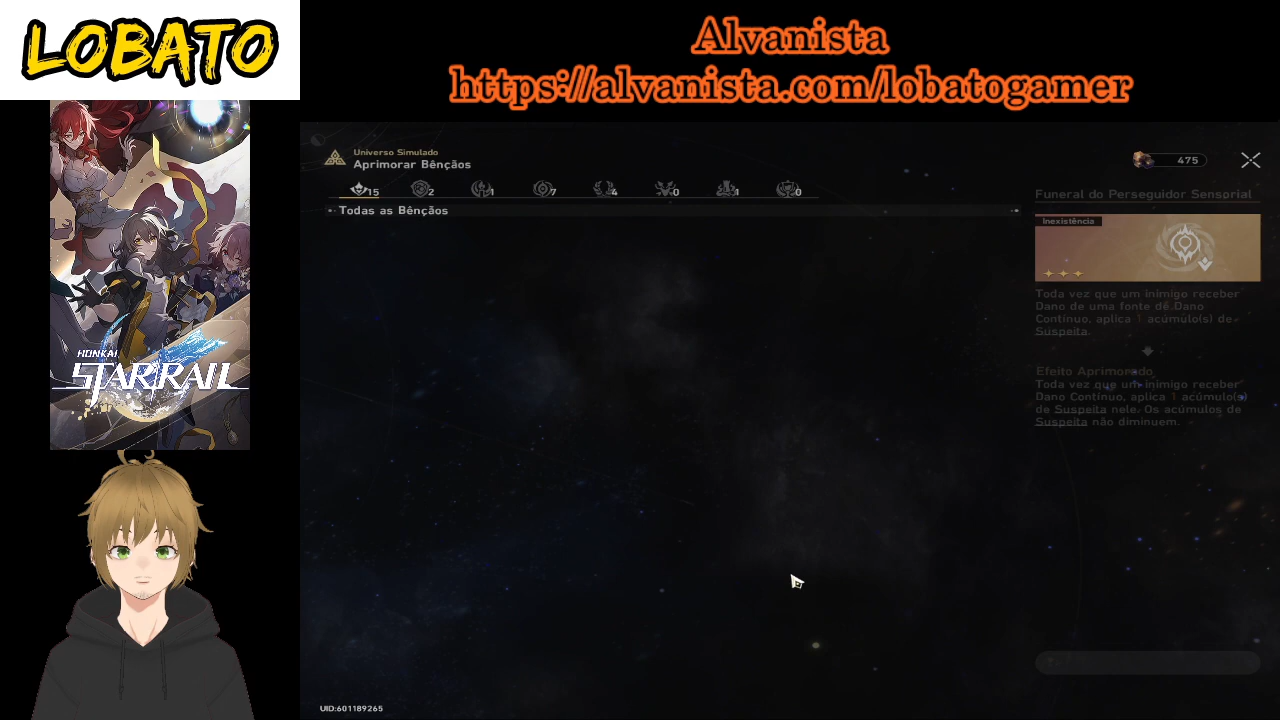 LOBATO
Alvanista
https://alvanista.com/lobatogamer
HONKAI
STAR RAIL
Universo Simulado
Aprimorar Bênçãos
475
15 2 1 7 4 0 1 0
Todas as Bênçãos
Funeral do Perseguidor Sensorial
Inexistência
Toda vez que um inimigo receber
Dano de uma fonte de Dano
Contínuo, aplica 1 acúmulo(s) de
Suspeita.
Efeito Aprimorado
Toda vez que um inimigo receber
Dano Contínuo, aplica 1 acúmulo(s)
de Suspeita nele. Os acúmulos de
Suspeita não diminuem.
UID:601189265